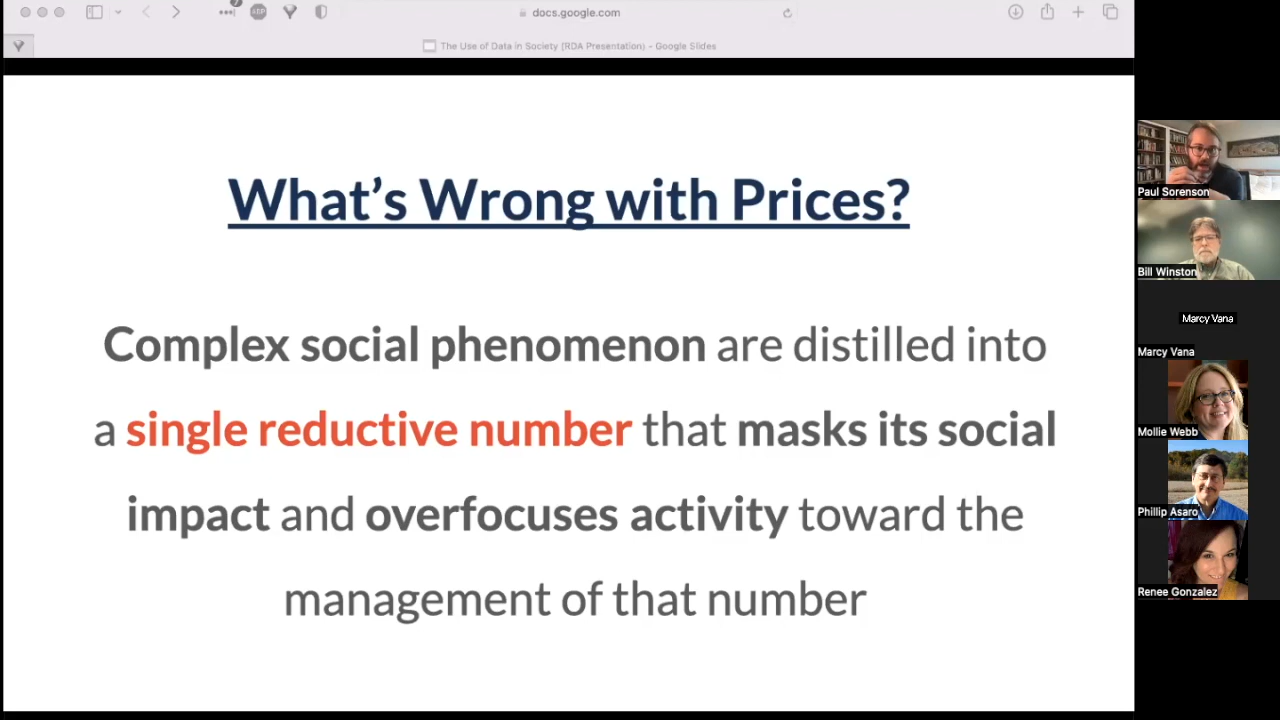 docs.google.com
The Use of Data in Society (RDA Presentation) – Google Slides
What's Wrong with Prices?
Complex social phenomenon are distilled into
a single reductive number that masks its social
impact and overfocuses activity toward the
management of that number
Paul Sorenson
Bill Winston
Marcy Vana
Marcy Vana
Mollie Webb
Phillip Asaro
Renee Gonzalez